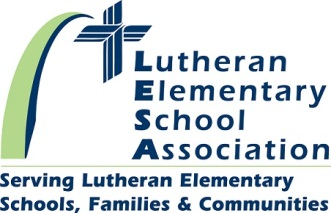 Lutheran
Elementary
School
Association
Serving Lutheran Elementary
Schools, Families & Communities